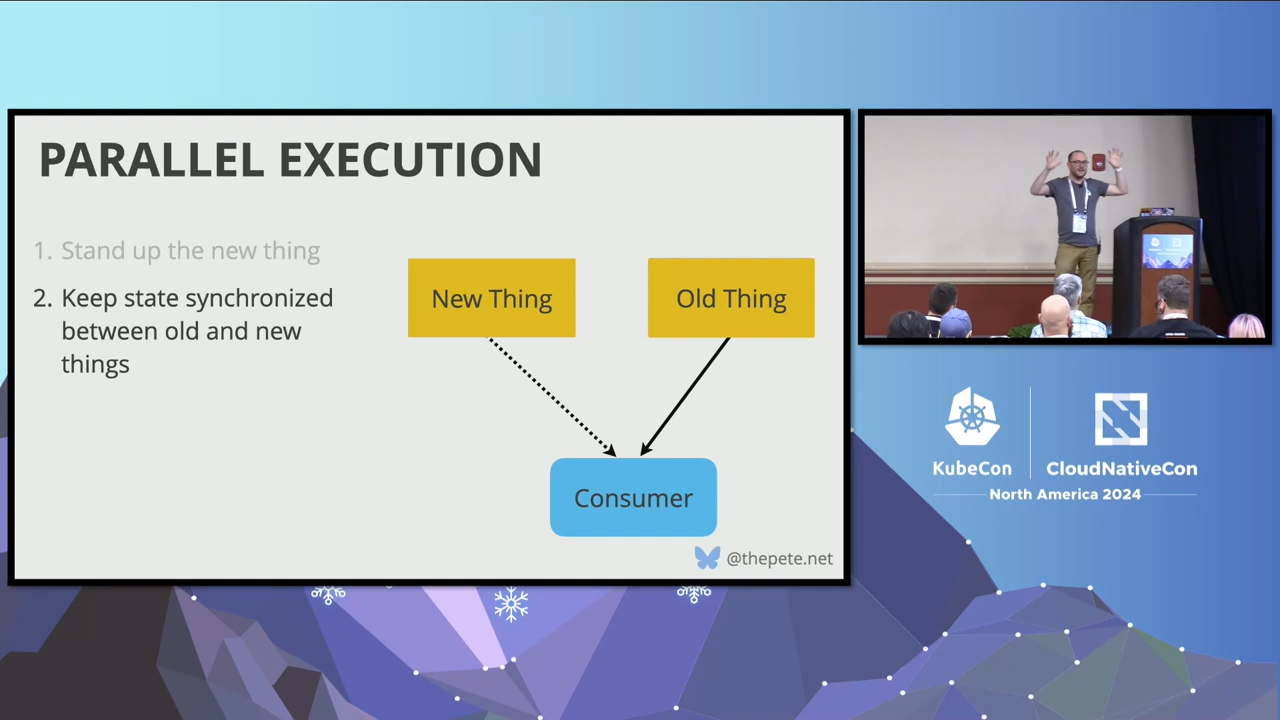 PARALLEL EXECUTION
1. Stand up the new thing
2. Keep state synchronized
between old and new
things
New Thing
Old Thing
Consumer
@thepete.net
KubeCon
CloudNativeCon
North America 2024